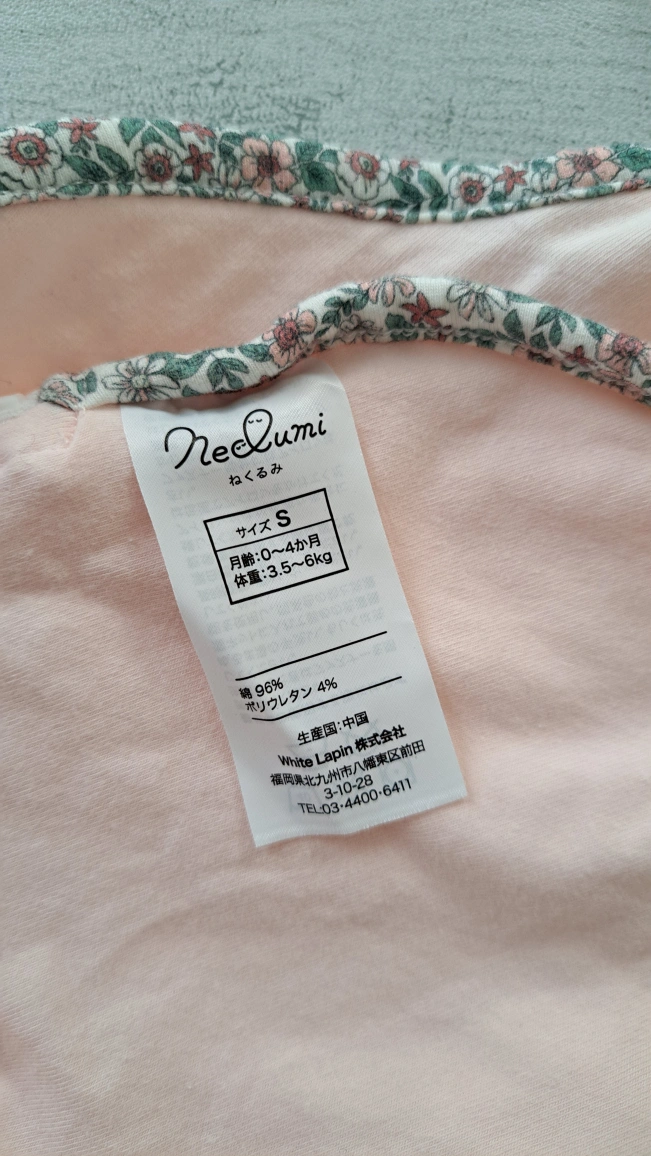 Neclumi
ねくるみ
サイズ S
月齢:0〜4か月
体重:3.5〜6kg
綿 96%
ポリウレタン 4%
生産国:中国
White Lapin 株式会社
福岡県北九州市八幡東区前田
3-10-28
TEL:03-4400-6411